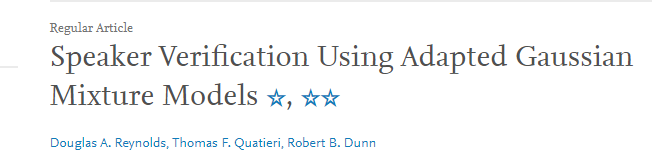 Regular Article
Speaker Verification Using Adapted Gaussian
Mixture Models ☆, ☆☆
Douglas A. Reynolds, Thomas F. Quatieri, Robert B. Dunn